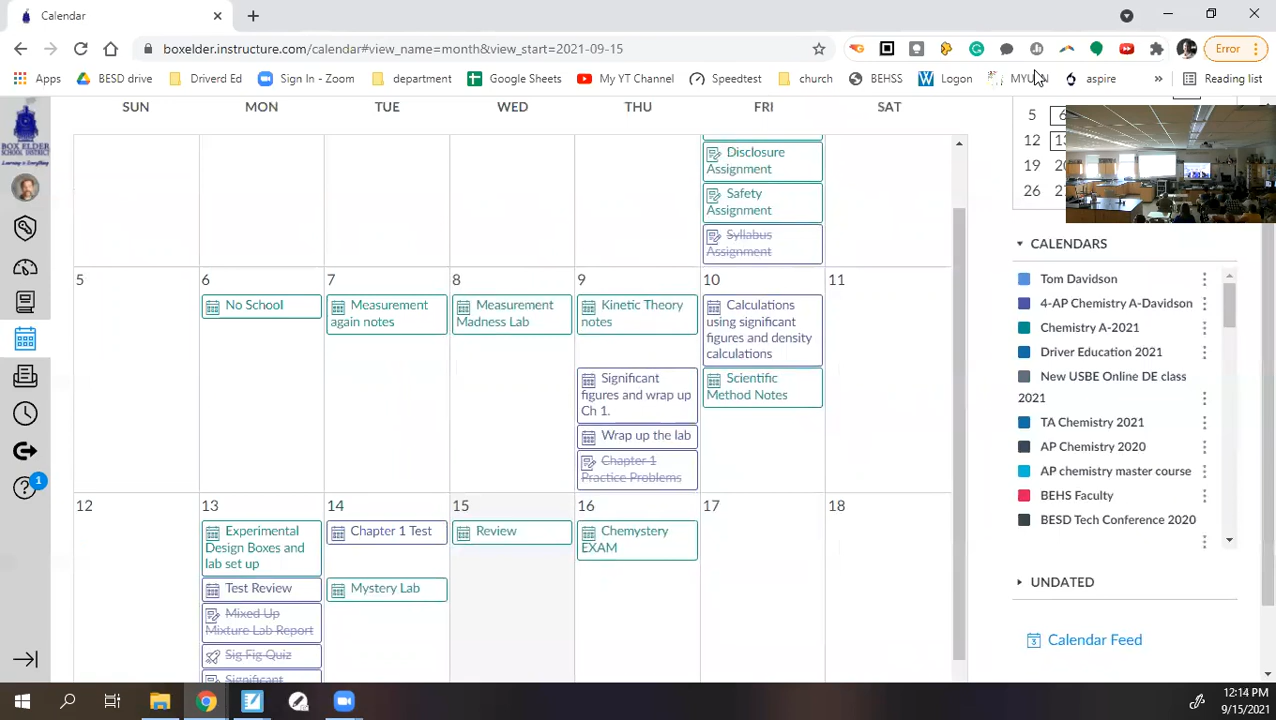 Calendar
boxelder.instructure.com/calendar#view_name=month&view_start=2021-09-15
Error
Apps
BESD drive
Driverd Ed
Sign In - Zoom
department
Google Sheets
My YT Channel
Speedtest
church
BEHSS
Logon
aspire
»
Reading list
SUN MON TUE WED THU FRI SAT
BOX ELDER
SCHOOL DISTRICT
1
Disclosure
Assignment
Safety
Assignment
Syllabus
Assignment
5 6 7 8 9 10 11
No School
Measurement
again notes
Measurement
Madness Lab
Kinetic Theory
notes
Significant
figures and wrap up
Ch 1.
Wrap up the lab
Chapter 1
Practice Problems
Calculations
using significant
figures and density
calculations
Scientific
Method Notes
12 13 14 15 16 17 18
Experimental
Design Boxes and
lab set up
Test Review
Mixed Up
Mixture Lab Report
Sig Fig Quiz
Significant
Chapter 1 Test
Mystery Lab
Review
Chemystery
EXAM
5
12
19
26
CALENDARS
Tom Davidson
4-AP Chemistry A-Davidson
Chemistry A-2021
Driver Education 2021
New USBE Online DE class
2021
TA Chemistry 2021
AP Chemistry 2020
AP chemistry master course
BEHS Faculty
BESD Tech Conference 2020
UNDATED
Calendar Feed
12:14 PM
9/15/2021